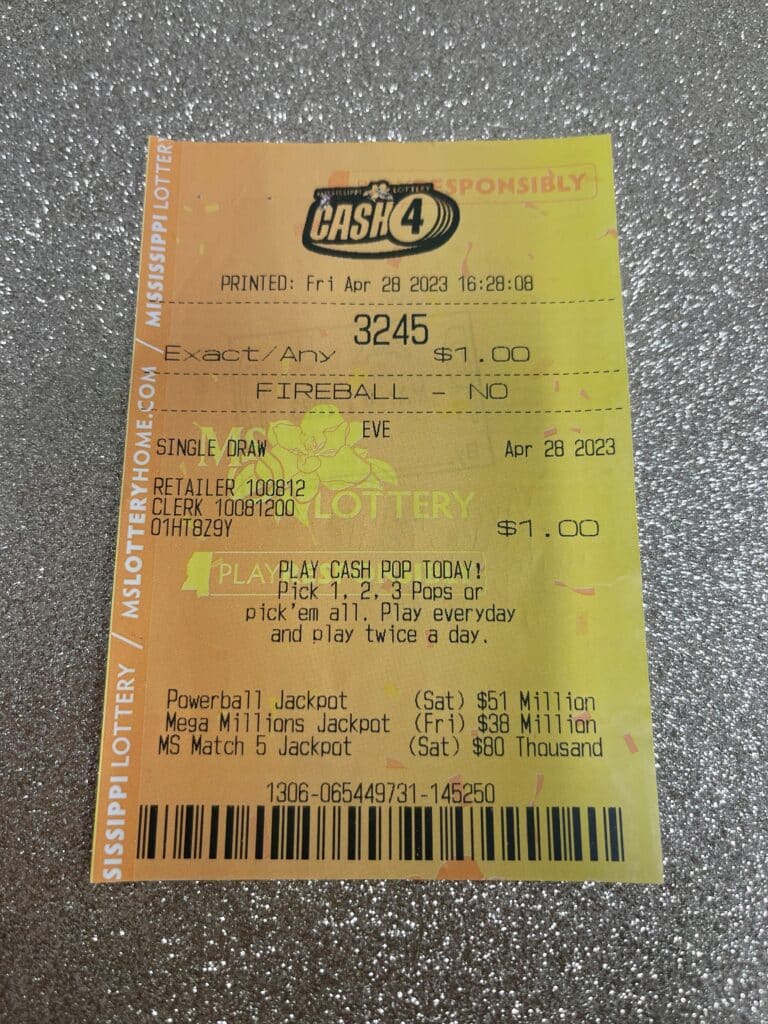 MISSISSIPPI LOTTERY
CASH 4
RESPONSIBLY
PRINTED: Fri Apr 28 2023 16:28:08
3245
Exact/Any $1.00
FIREBALL - NO
EVE
SINGLE DRAW Apr 28 2023
MS
LOTTERY
RETAILER 100812
CLERK 10081200
01HT8Z9Y $1.00
PLAY
PLAY CASH POP TODAY!
Pick 1, 2, 3 Pops or
pick'em all. Play everyday
and play twice a day.
Powerball Jackpot (Sat) $51 Million
Mega Millions Jackpot (Fri) $38 Million
MS Match 5 Jackpot (Sat) $80 Thousand
1306-065449731-145250
SISSIPPI LOTTERY / MSLOTTERYHOME.COM / MISSISSIPPI LOTTERY